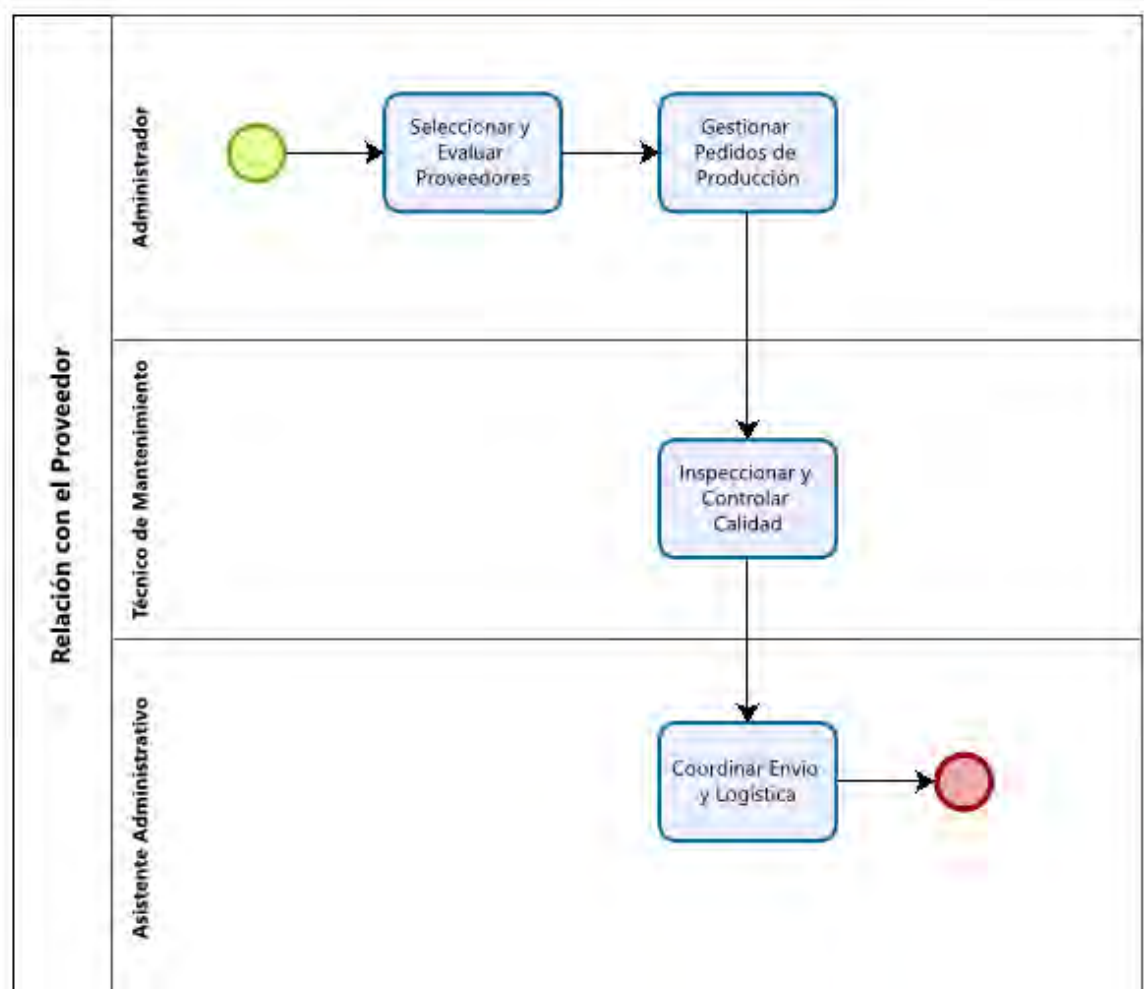 Relación con el Proveedor
Administrador
Seleccionar y
Evaluar
Proveedores
Gestionar
Pedidos de
Producción
Técnico de Mantenimiento
Inspeccionar y
Controlar
Calidad
Asistente Administrativo
Coordinar Envío
y Logística